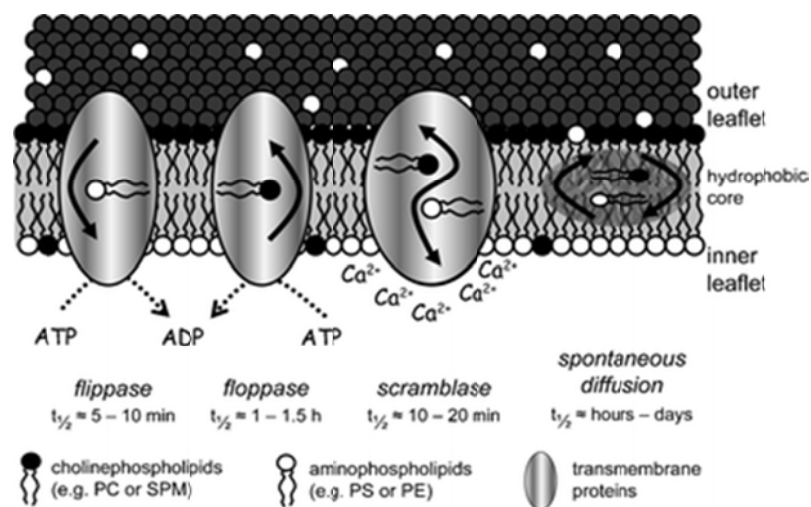 outer
leaflet
hydrophobic
core
inner
leaflet
Ca2+ Ca2+
Ca2+ Ca2+
Ca2+
ATP ADP ATP
flippase floppase scramblase spontaneous
diffusion
t½ ≈ 5 – 10 min t½ ≈ 1 – 1.5 h t½ ≈ 10 – 20 min t½ ≈ hours – days
cholinephospholipids
(e.g. PC or SPM)
aminophospholipids
(e.g. PS or PE)
transmembrane
proteins